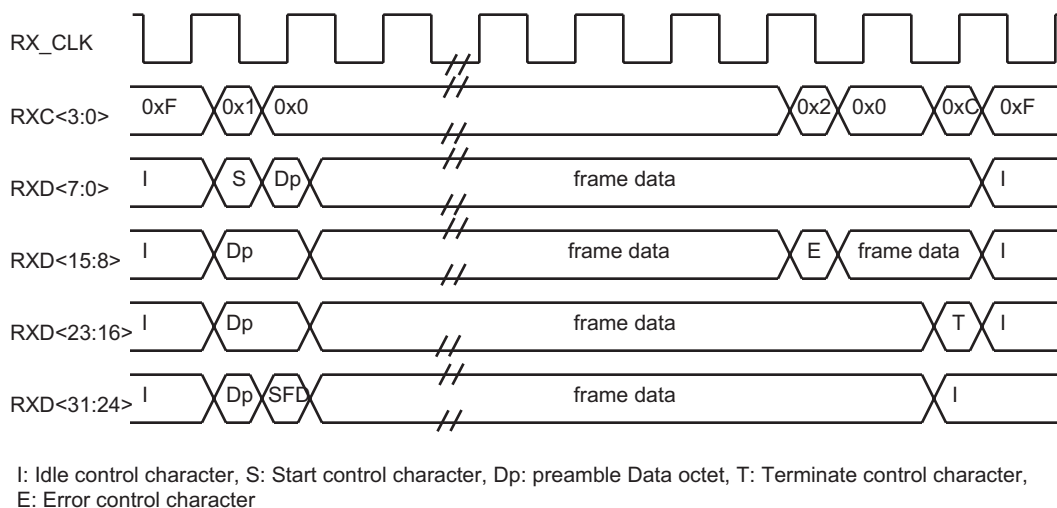 RX_CLK
RXC<3:0> 0xF 0x1 0x0 0x2 0x0 0xC 0xF
RXD<7:0> I S Dp frame data I
RXD<15:8> I Dp frame data E frame data I
RXD<23:16> I Dp frame data T I
RXD<31:24> I Dp SFD frame data I
I: Idle control character, S: Start control character, Dp: preamble Data octet, T: Terminate control character,
E: Error control character